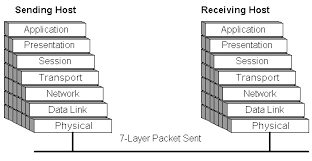 Sending Host
Receiving Host
Application
Presentation
Session
Transport
Network
Data Link
Physical
Application
Presentation
Session
Transport
Network
Data Link
Physical
7-Layer Packet Sent